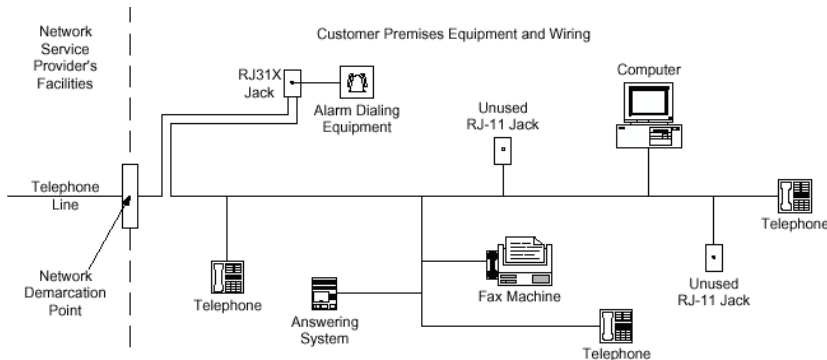 Network
Service
Provider's
Facilities
Customer Premises Equipment and Wiring
RJ31X
Jack
Alarm Dialing
Equipment
Unused
RJ-11 Jack
Computer
Telephone
Line
Telephone
Network
Demarcation
Point
Telephone
Answering
System
Fax Machine
Unused
RJ-11 Jack
Telephone